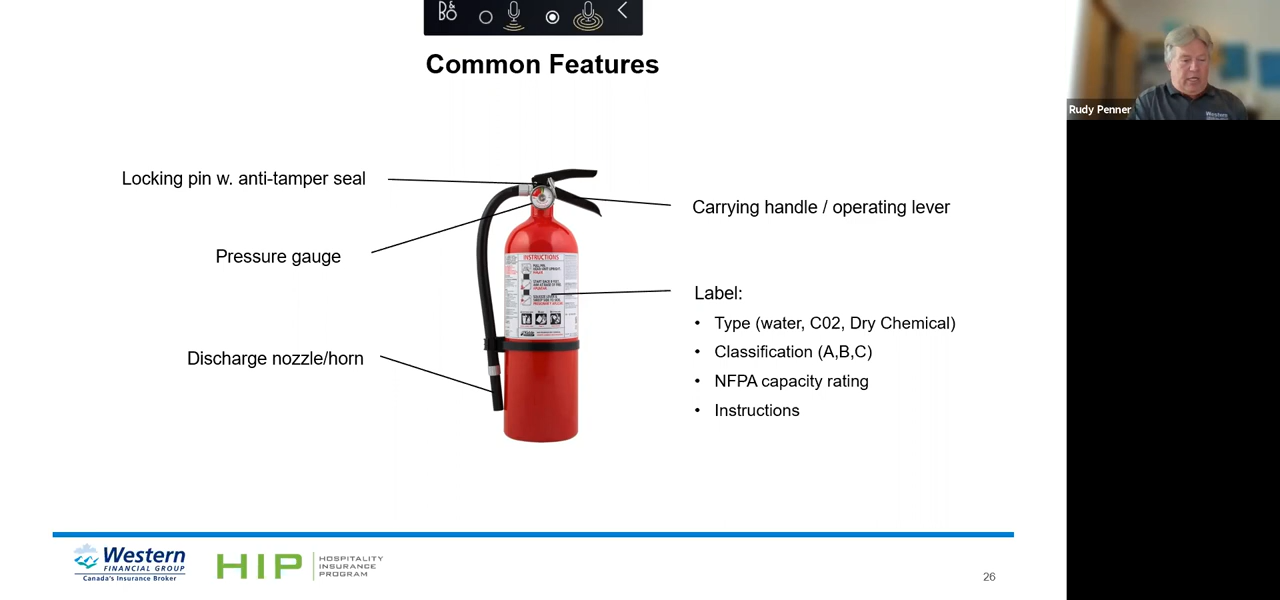 B&BO
Common Features
Rudy Penner
Western
Locking pin w. anti-tamper seal
Carrying handle / operating lever
Pressure gauge
INSTRUCTIONS
Label:
• Type (water, C02, Dry Chemical)
• Classification (A,B,C)
• NFPA capacity rating
• Instructions
Discharge nozzle/horn
Western
FINANCIAL GROUP
Canada's Insurance Broker
HIP
HOSPITALITY
INSURANCE
PROGRAM
26